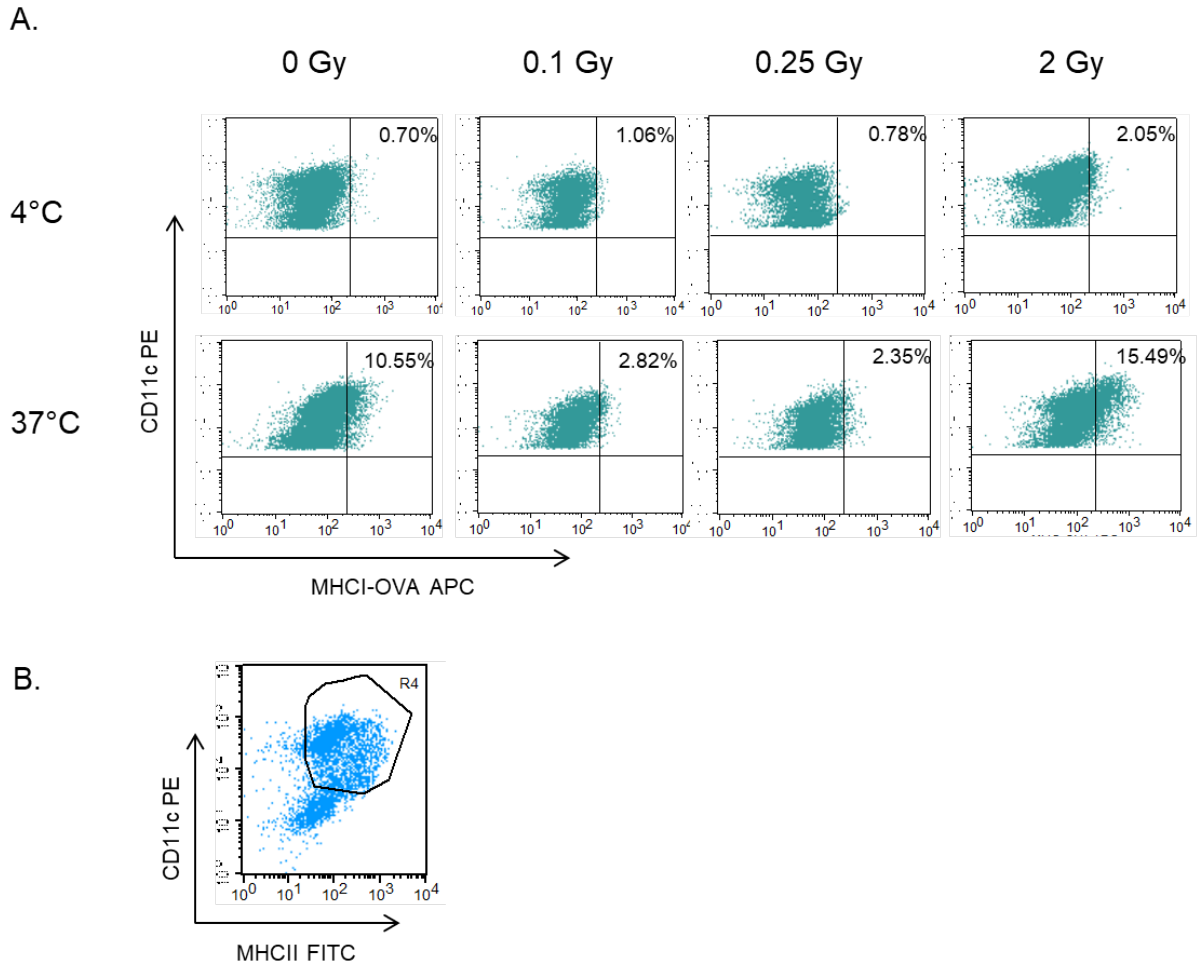 A.
0 Gy 0.1 Gy 0.25 Gy 2 Gy
4°C
0.70% 1.06% 0.78% 2.05%
10⁰ 10¹ 10² 10³ 10⁴ 10⁰ 10¹ 10² 10³ 10⁴ 10⁰ 10¹ 10² 10³ 10⁴ 10⁰ 10¹ 10² 10³ 10⁴
37°C
10.55% 2.82% 2.35% 15.49%
10⁰ 10¹ 10² 10³ 10⁴ 10⁰ 10¹ 10² 10³ 10⁴ 10⁰ 10¹ 10² 10³ 10⁴ 10⁰ 10¹ 10² 10³ 10⁴
CD11c PE
MHCI-OVA APC
B.
R4
10⁰ 10¹ 10² 10³ 10⁴
CD11c PE
MHCII FITC